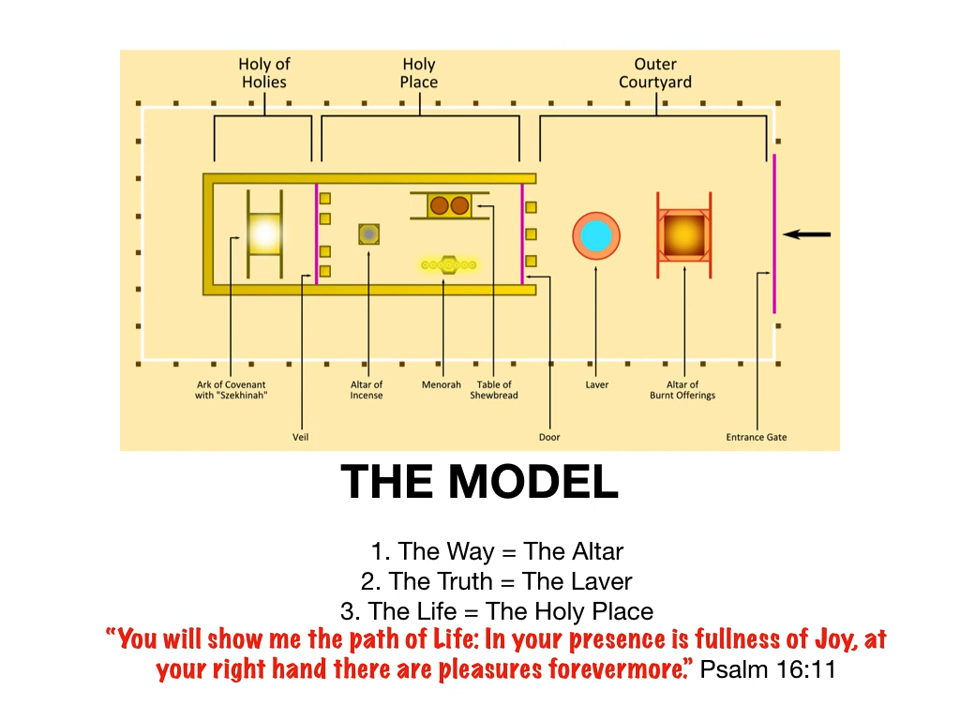 Holy of
Holies
Holy
Place
Outer
Courtyard
Ark of Covenant
with "Szekhinah"
Altar of
Incense
Menorah
Table of
Shewbread
Laver
Altar of
Burnt Offerings
Veil
Door
Entrance Gate
THE MODEL
1. The Way = The Altar
2. The Truth = The Laver
3. The Life = The Holy Place
“You will show me the path of Life: In your presence is fullness of Joy, at
your right hand there are pleasures forevermore.” Psalm 16:11